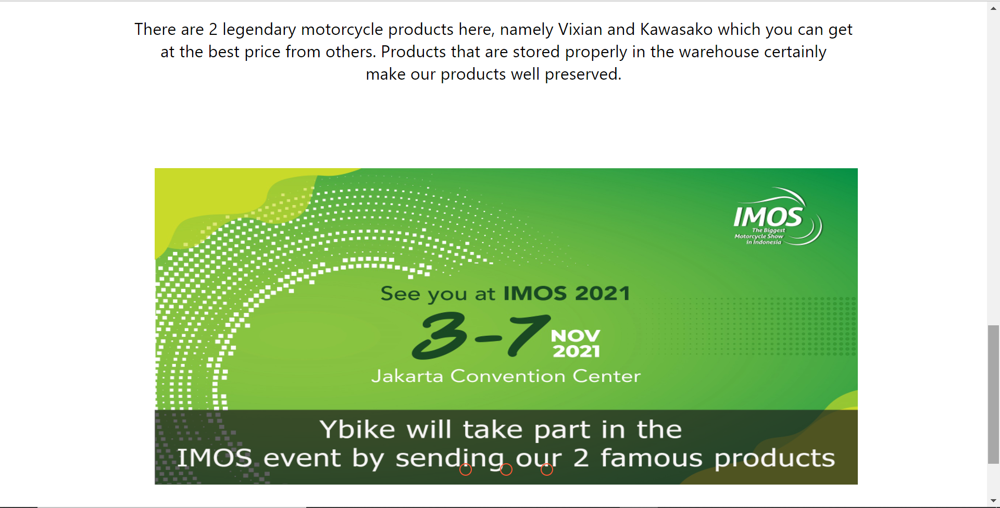 There are 2 legendary motorcycle products here, namely Vixian and Kawasako which you can get
at the best price from others. Products that are stored properly in the warehouse certainly
make our products well preserved.
IMOS
The Biggest
Motorcycle Show
in Indonesia
See you at IMOS 2021
3-7 NOV
2021
Jakarta Convention Center
Ybike will take part in the
IMOS event by sending our 2 famous products